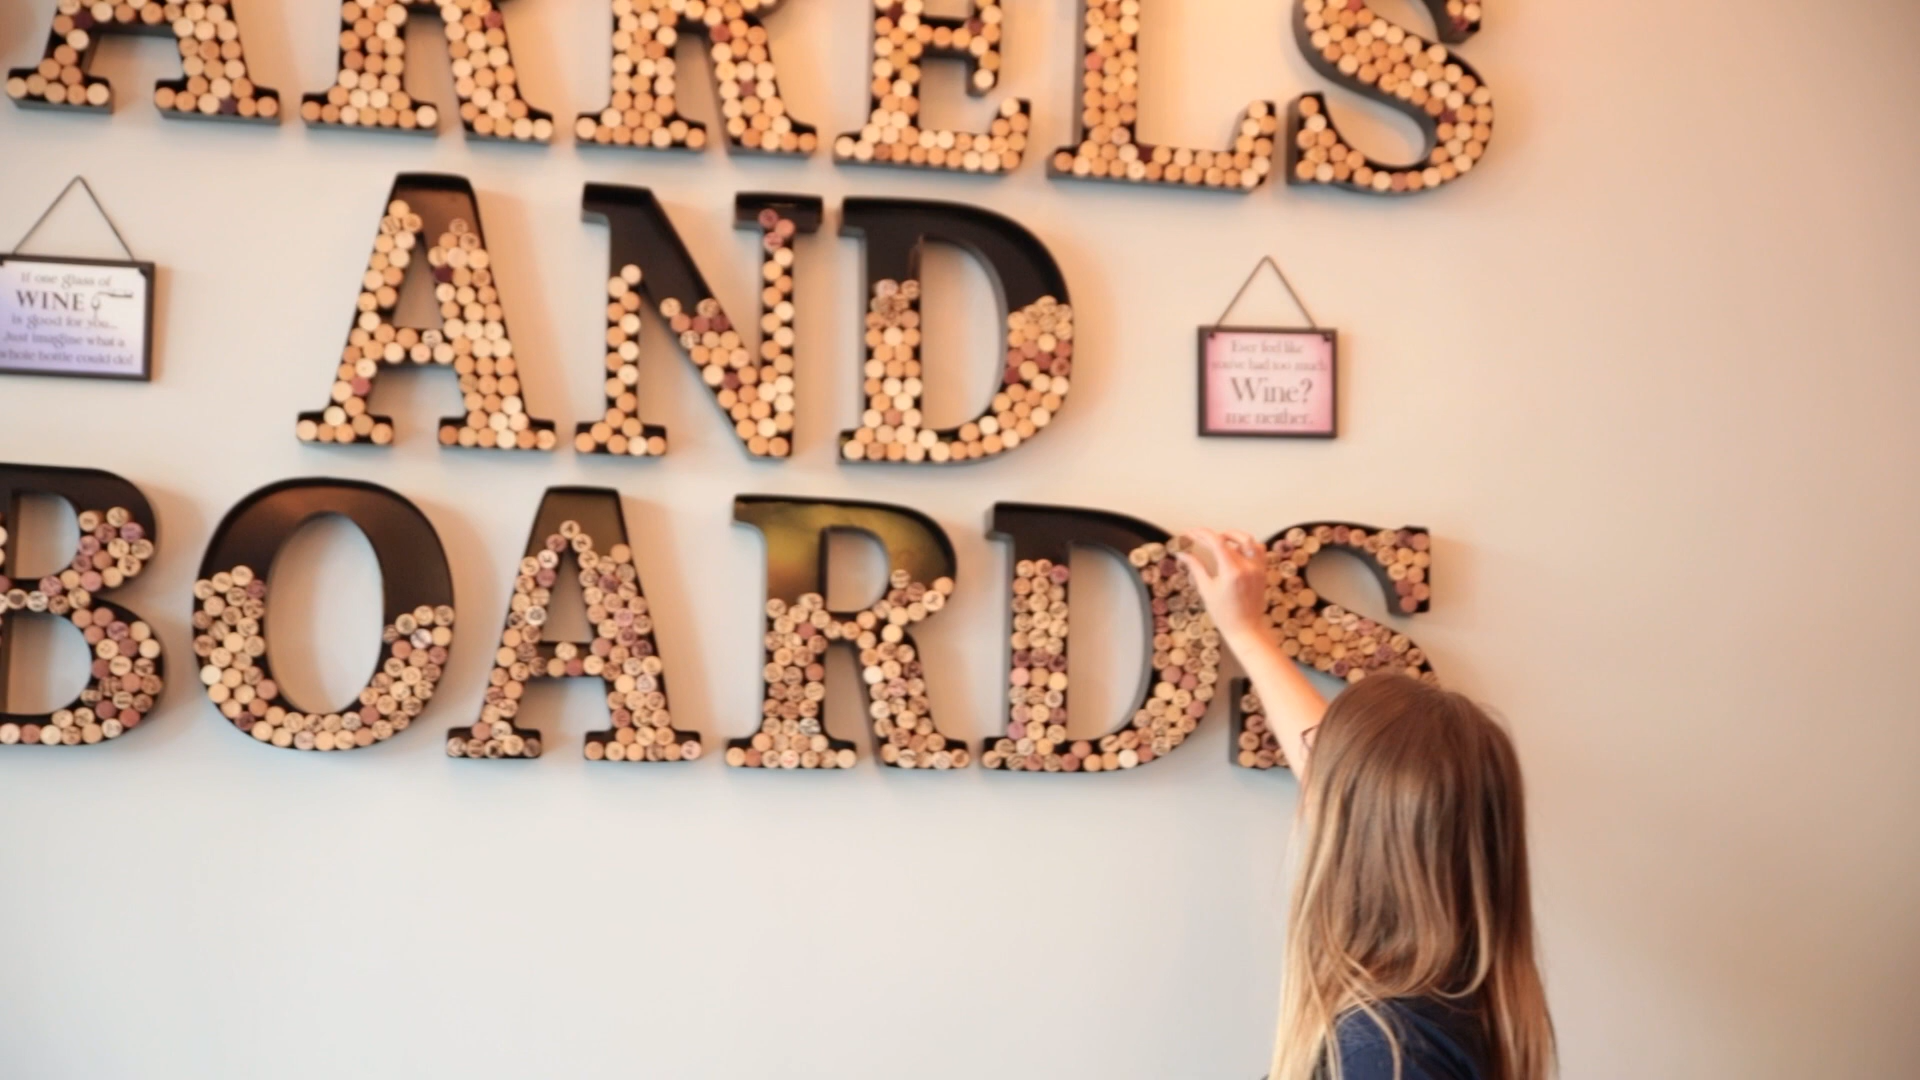 ARRELS
AND
If one glass of
WINE
is good for you...
Just imagine what a
whole bottle could do!
Ever feel like
you've had too much
Wine?
me neither.
BOARDS